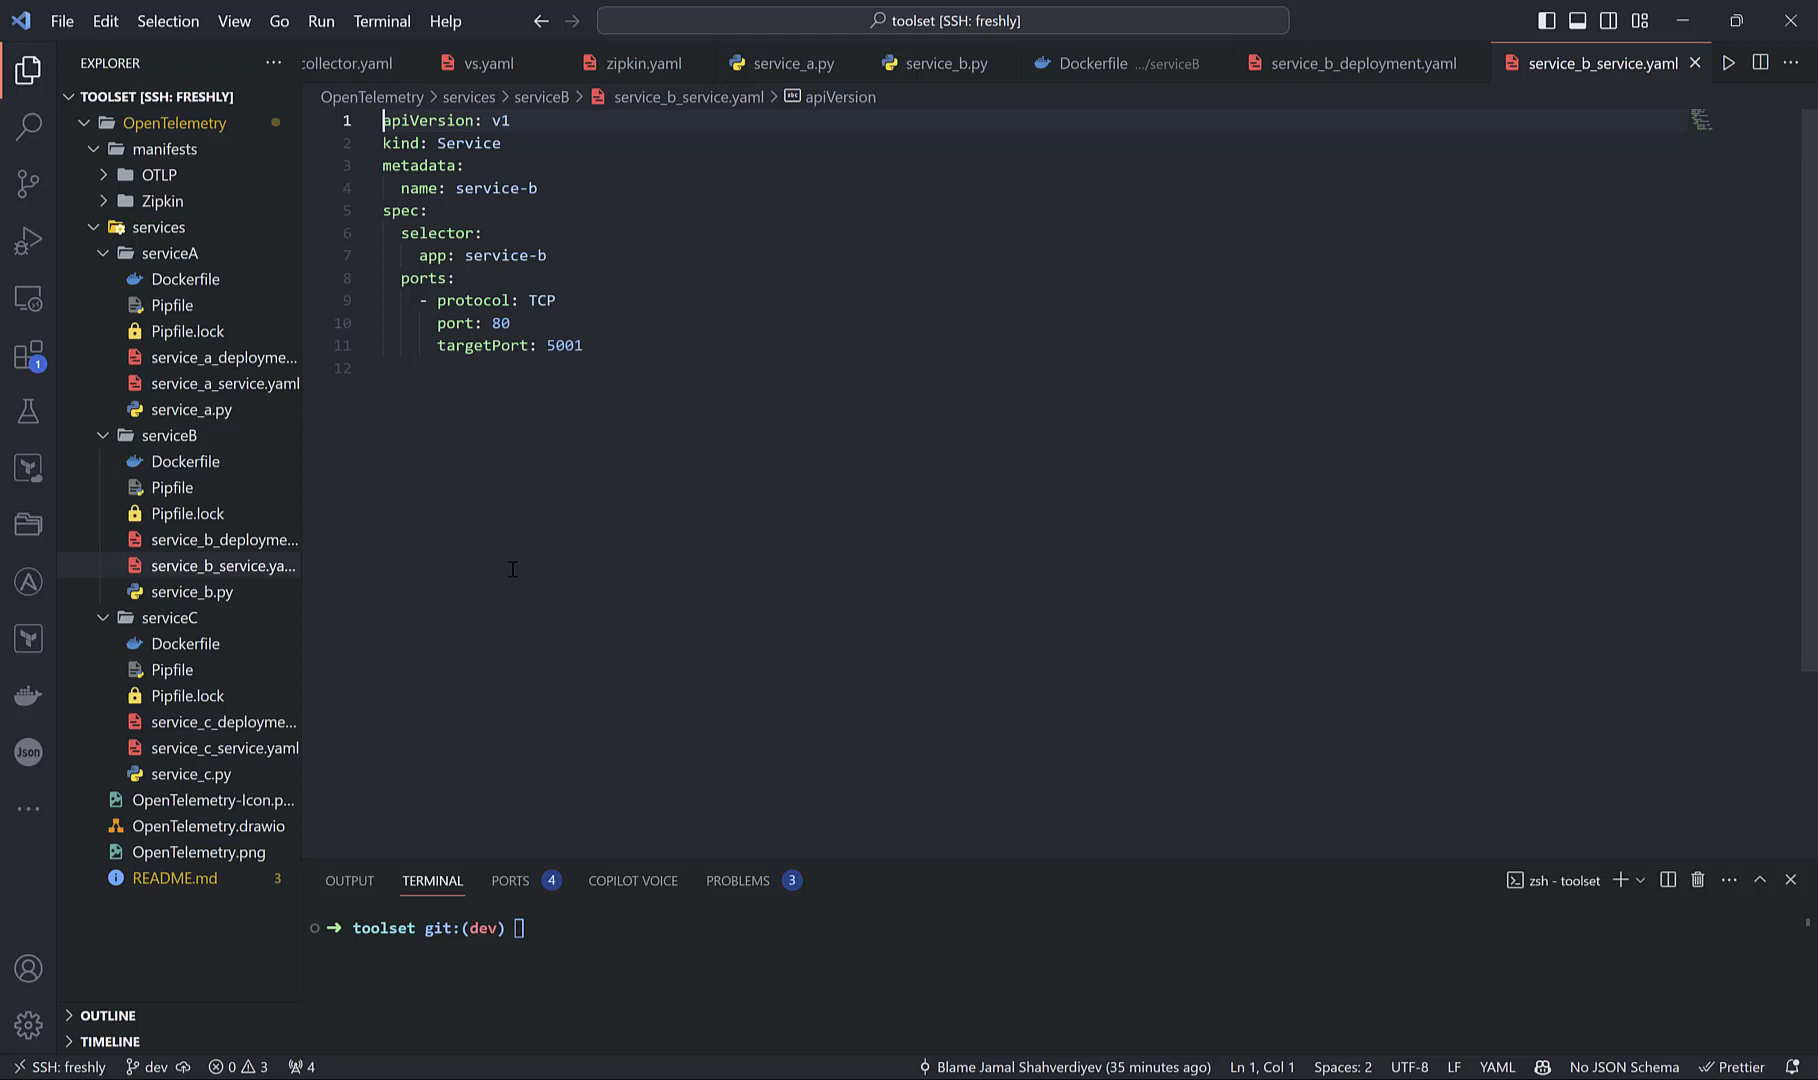 File Edit Selection View Go Run Terminal Help
toolset [SSH: freshly]
EXPLORER
collector.yaml
vs.yaml
zipkin.yaml
service_a.py
service_b.py
Dockerfile .../serviceB
service_b_deployment.yaml
service_b_service.yaml
TOOLSET [SSH: FRESHLY]
OpenTelemetry
manifests
OTLP
Zipkin
services
serviceA
Dockerfile
Pipfile
Pipfile.lock
service_a_deployme...
service_a_service.yaml
service_a.py
serviceB
Dockerfile
Pipfile
Pipfile.lock
service_b_deployme...
service_b_service.ya...
service_b.py
serviceC
Dockerfile
Pipfile
Pipfile.lock
service_c_deployme...
service_c_service.yaml
service_c.py
OpenTelemetry-Icon.p...
OpenTelemetry.drawio
OpenTelemetry.png
README.md 3
OUTLINE
TIMELINE
1
Json
OpenTelemetry > services > serviceB > service_b_service.yaml > abc apiVersion
1 apiVersion: v1
2 kind: Service
3 metadata:
4 name: service-b
5 spec:
6 selector:
7 app: service-b
8 ports:
9 - protocol: TCP
10 port: 80
11 targetPort: 5001
12
OUTPUT TERMINAL PORTS 4 COPILOT VOICE PROBLEMS 3
zsh - toolset
toolset git:(dev)
SSH: freshly dev 0 3 4
Blame Jamal Shahverdiyev (35 minutes ago) Ln 1, Col 1 Spaces: 2 UTF-8 LF YAML No JSON Schema Prettier